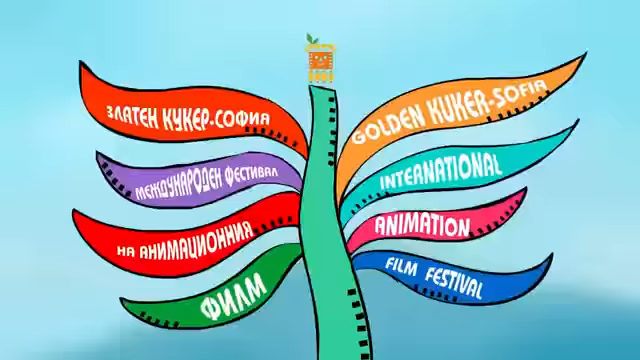 ЗЛАТЕН КУКЕР-СОФИЯ
МЕЖДУНАРОДЕН ФЕСТИВАЛ
НА АНИМАЦИОННИЯ
ФИЛМ
GOLDEN KUKER-SOFIA
INTERNATIONAL
ANIMATION
FILM FESTIVAL